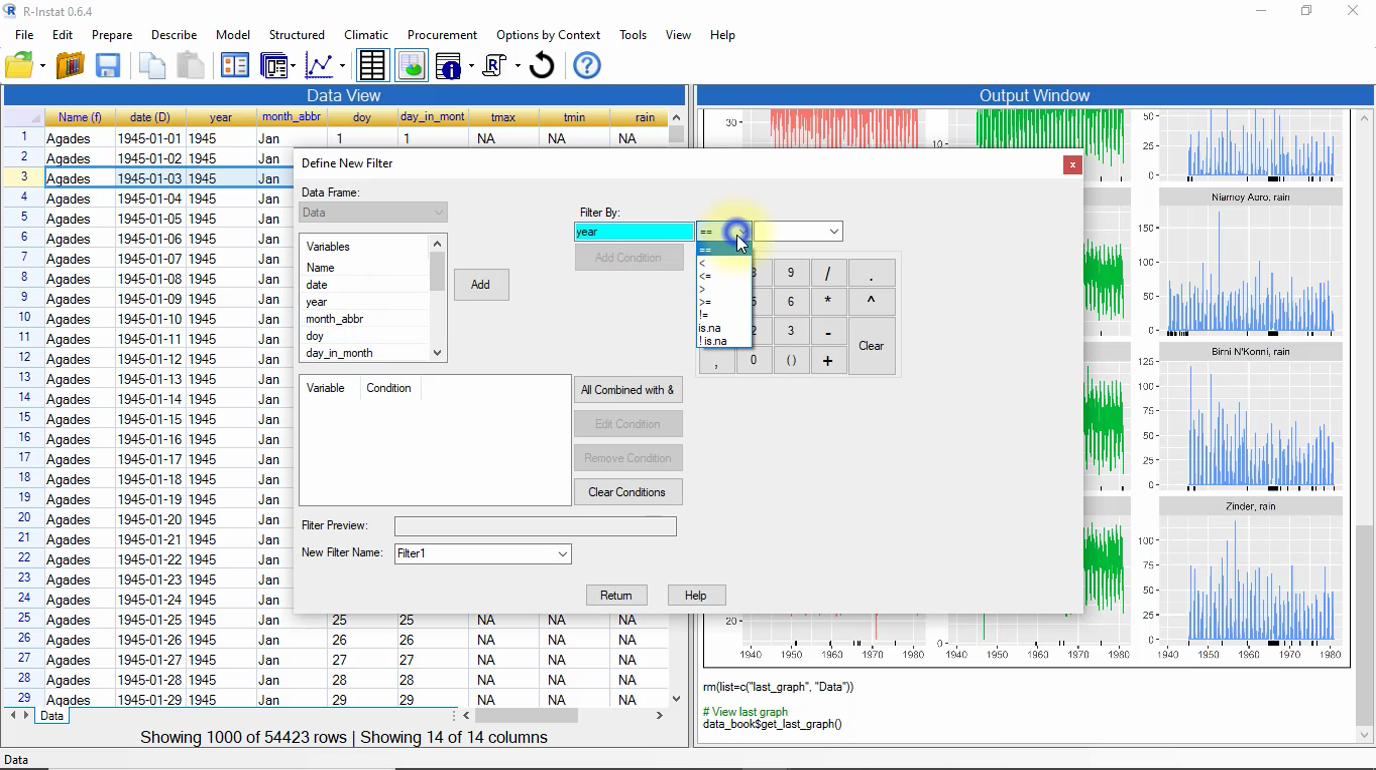 R-Instat 0.6.4
File Edit Prepare Describe Model Structured Climatic Procurement Options by Context Tools View Help
Data View
Name (f) date (D) year month_abbr doy day_in_mont tmax tmin rain
1 Agades 1945-01-01 1945 Jan 1 1 NA NA NA
2 Agades 1945-01-02 1945 Jan
3 Agades 1945-01-03 1945 Jan
4 Agades 1945-01-04 1945 Jan
5 Agades 1945-01-05 1945 Jan
6 Agades 1945-01-06 1945 Jan
7 Agades 1945-01-07 1945 Jan
8 Agades 1945-01-08 1945 Jan
9 Agades 1945-01-09 1945 Jan
10 Agades 1945-01-10 1945 Jan
11 Agades 1945-01-11 1945 Jan
12 Agades 1945-01-12 1945 Jan
13 Agades 1945-01-13 1945 Jan
14 Agades 1945-01-14 1945 Jan
15 Agades 1945-01-15 1945 Jan
16 Agades 1945-01-16 1945 Jan
17 Agades 1945-01-17 1945 Jan
18 Agades 1945-01-18 1945 Jan
19 Agades 1945-01-19 1945 Jan
20 Agades 1945-01-20 1945 Jan
21 Agades 1945-01-21 1945 Jan
22 Agades 1945-01-22 1945 Jan
23 Agades 1945-01-23 1945 Jan
24 Agades 1945-01-24 1945 Jan
25 Agades 1945-01-25 1945 Jan 25 25 NA NA NA
26 Agades 1945-01-26 1945 Jan 26 26 NA NA NA
27 Agades 1945-01-27 1945 Jan 27 27 NA NA NA
28 Agades 1945-01-28 1945 Jan 28 28 NA NA NA
29 Agades 1945-01-29 1945 Jan 29 29 NA NA NA
Data
Showing 1000 of 54423 rows | Showing 14 of 14 columns
Data
Define New Filter
Data Frame:
Data
Variables
Name
date
year
month_abbr
doy
day_in_month
Add
Filter By:
year ==
Add Condition
==
<
<=
>
>=
!=
is.na
! is.na
9 / .
6 * ^
3 - Clear
, 0 () +
Variable Condition
All Combined with &
Edit Condition
Remove Condition
Clear Conditions
Filter Preview:
New Filter Name: Filter1
Return Help
Output Window
30-
10-
50-
25-
0-
Niamoy Aoro, rain
150-
100-
50-
0-
Birni N'Konni, rain
125-
100-
75-
50-
25-
0-
Zinder, rain
100-
75-
50-
25-
0-
20-
0-
1940 1950 1960 1970 1980 1940 1950 1960 1970 1980 1940 1950 1960 1970 1980
rm(list=c("last_graph", "Data"))
# View last graph
data_book$get_last_graph()